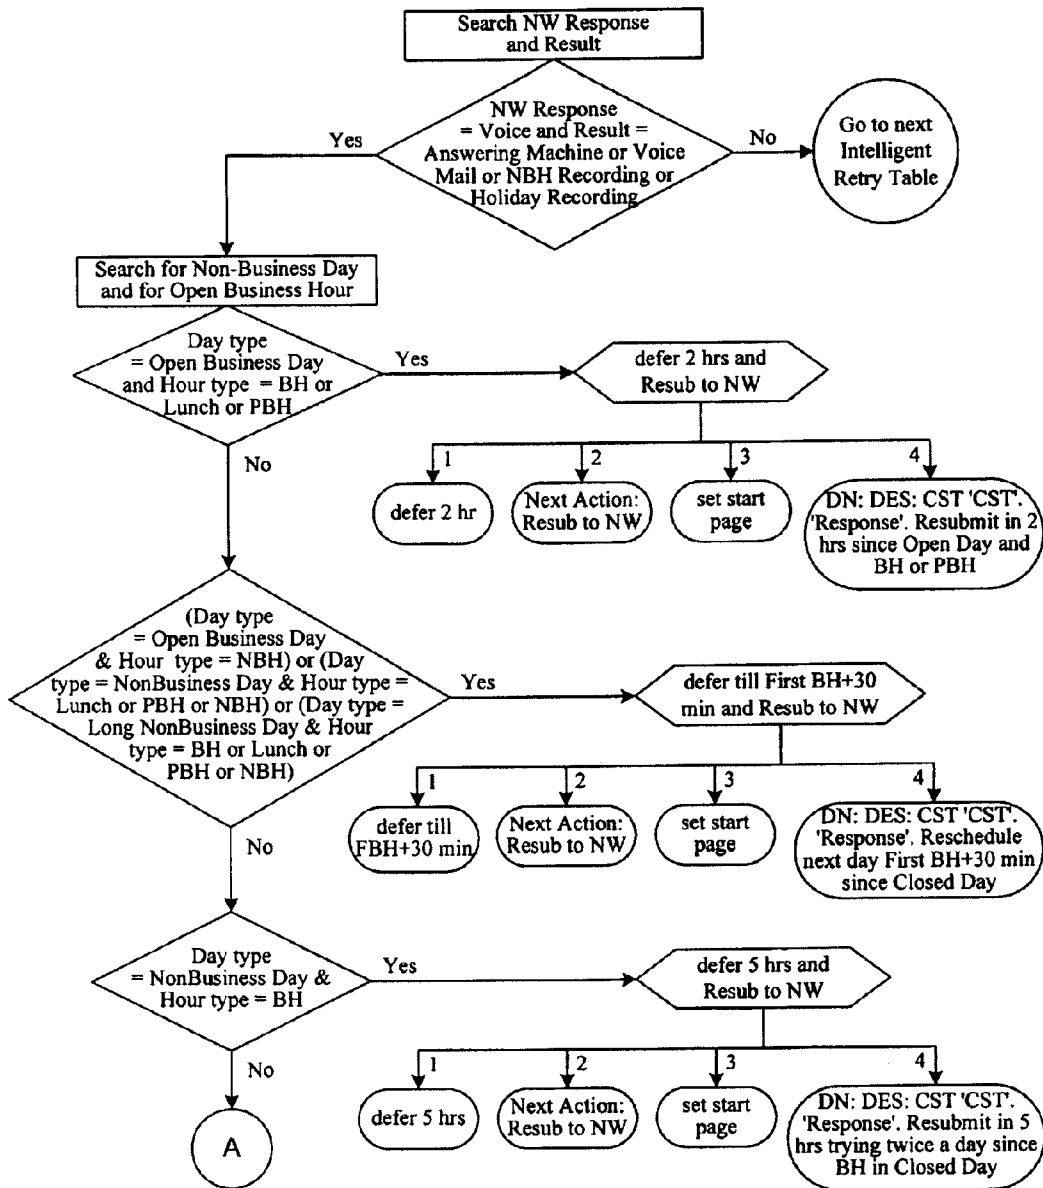 Search NW Response
and Result
NW Response
= Voice and Result =
Answering Machine or Voice
Mail or NBH Recording or
Holiday Recording
Yes
No
Go to next
Intelligent
Retry Table
Search for Non-Business Day
and for Open Business Hour
Day type
= Open Business Day
and Hour type = BH or
Lunch or PBH
Yes
defer 2 hrs and
Resub to NW
No
1
2
3
4
defer 2 hr
Next Action:
Resub to NW
set start
page
DN: DES: CST 'CST'.
'Response'. Resubmit in 2
hrs since Open Day and
BH or PBH
(Day type
= Open Business Day
& Hour type = NBH) or (Day
type = NonBusiness Day & Hour type =
Lunch or PBH or NBH) or (Day type =
Long NonBusiness Day & Hour
type = BH or Lunch or
PBH or NBH)
Yes
defer till First BH+30
min and Resub to NW
No
1
2
3
4
defer till
FBH+30 min
Next Action:
Resub to NW
set start
page
DN: DES: CST 'CST'.
'Response'. Reschedule
next day First BH+30 min
since Closed Day
Day type
= NonBusiness Day &
Hour type = BH
Yes
defer 5 hrs and
Resub to NW
No
1
2
3
4
defer 5 hrs
Next Action:
Resub to NW
set start
page
DN: DES: CST 'CST'.
'Response'. Resubmit in 5
hrs trying twice a day since
BH in Closed Day
A